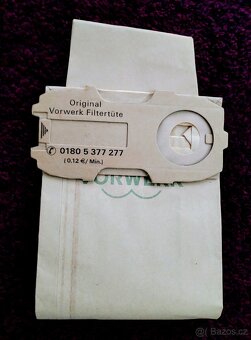 Original
Vorwerk Filtertüte
✆ 0180 5 377 277
( 0,12 €/ Min.)
VORWERK
© Bazos.cz